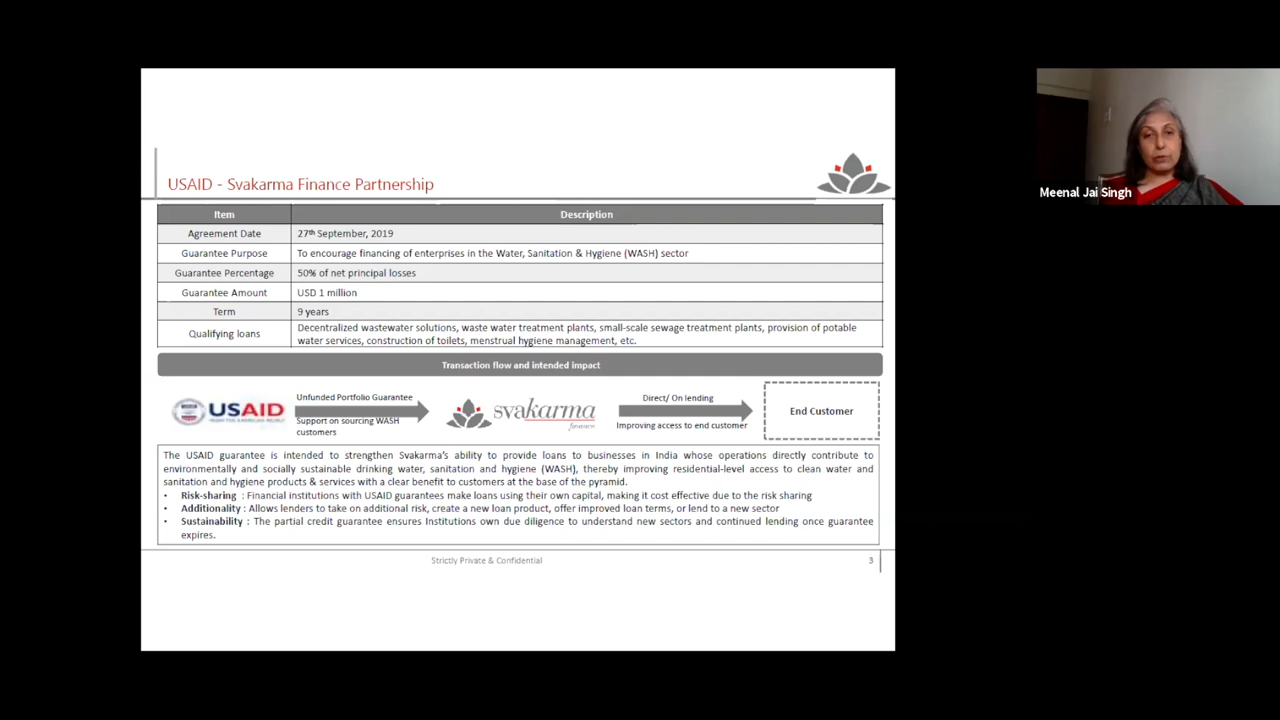 USAID - Svakarma Finance Partnership
Item Description
Agreement Date 27th September, 2019
Guarantee Purpose To encourage financing of enterprises in the Water, Sanitation & Hygiene (WASH) sector
Guarantee Percentage 50% of net principal losses
Guarantee Amount USD 1 million
Term 9 years
Qualifying loans Decentralized wastewater solutions, waste water treatment plants, small-scale sewage treatment plants, provision of potable
water services, construction of toilets, menstrual hygiene management, etc.
Transaction flow and intended impact
USAID
Unfunded Portfolio Guarantee
Support on sourcing WASH
customers
svakarma
finance
Direct/ On lending
Improving access to end customer
End Customer
The USAID guarantee is intended to strengthen Svakarma's ability to provide loans to businesses in India whose operations directly contribute to
environmentally and socially sustainable drinking water, sanitation and hygiene (WASH), thereby improving residential-level access to clean water and
sanitation and hygiene products & services with a clear benefit to customers at the base of the pyramid.
• Risk-sharing : Financial institutions with USAID guarantees make loans using their own capital, making it cost effective due to the risk sharing
• Additionality : Allows lenders to take on additional risk, create a new loan product, offer improved loan terms, or lend to a new sector
• Sustainability : The partial credit guarantee ensures Institutions own due diligence to understand new sectors and continued lending once guarantee
expires.
Strictly Private & Confidential 3
Meenal Jai Singh